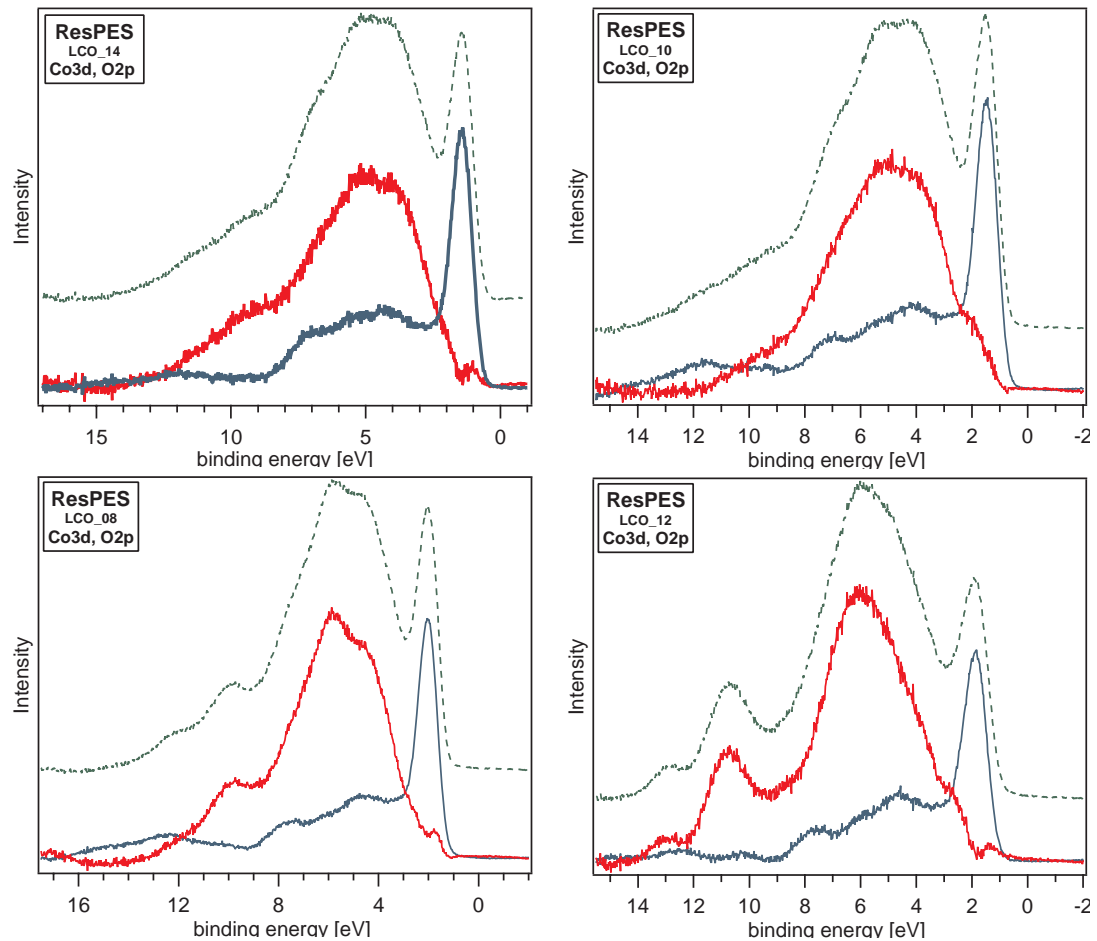 ResPES
LCO_14
Co3d, O2p
Intensity
15
10
5
0
binding energy [eV]
ResPES
LCO_10
Co3d, O2p
Intensity
14
12
10
8
6
4
2
0
-2
binding energy [eV]
ResPES
LCO_08
Co3d, O2p
Intensity
16
12
8
4
0
binding energy [eV]
ResPES
LCO_12
Co3d, O2p
Intensity
14
12
10
8
6
4
2
0
-2
binding energy [eV]